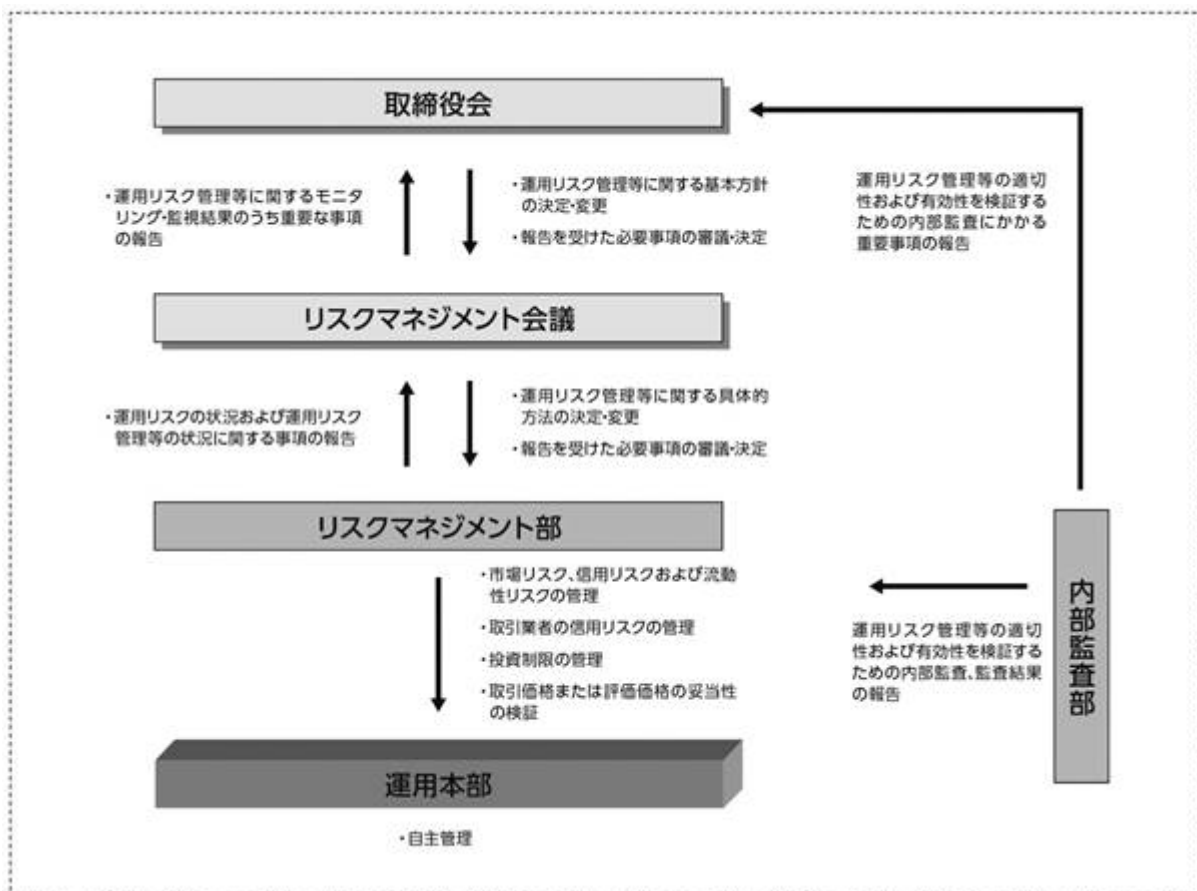 取締役会
・運用リスク管理等に関するモニタ
リング・監視結果のうち重要な事項
の報告
・運用リスク管理等に関する基本方針
の決定・変更
・報告を受けた必要事項の審議・決定
運用リスク管理等の適切
性および有効性を検証する
ための内部監査にかかる
重要事項の報告
リスクマネジメント会議
・運用リスクの状況および運用リスク
管理等の状況に関する事項の報告
・運用リスク管理等に関する具体的
方法の決定・変更
・報告を受けた必要事項の審議・決定
リスクマネジメント部
・市場リスク、信用リスクおよび流動
性リスクの管理
・取引業者の信用リスクの管理
・投資制限の管理
・取引価格または評価価格の妥当性
の検証
運用リスク管理等の適切
性および有効性を検証する
ための内部監査、監査結果
の報告
内部監査部
運用本部
・自主管理